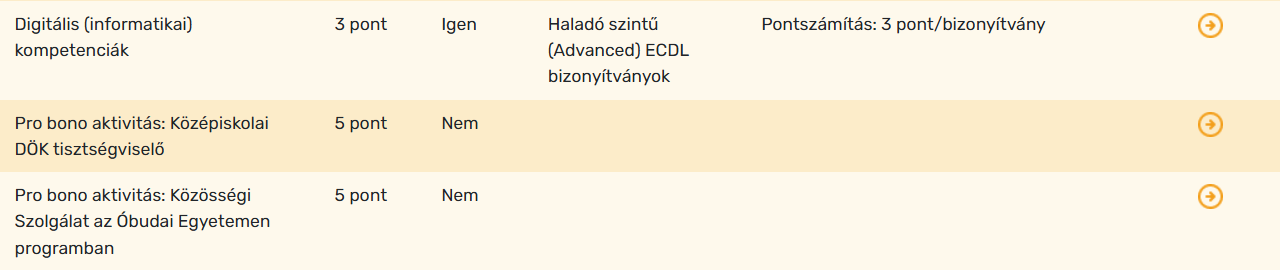 Digitális (informatikai) kompetenciák
3 pont
Igen
Haladó szintű (Advanced) ECDL bizonyítványok
Pontszámítás: 3 pont/bizonyítvány
Pro bono aktivitás: Középiskolai DÖK tisztségviselő
5 pont
Nem
Pro bono aktivitás: Közösségi Szolgálat az Óbudai Egyetemen programban
5 pont
Nem